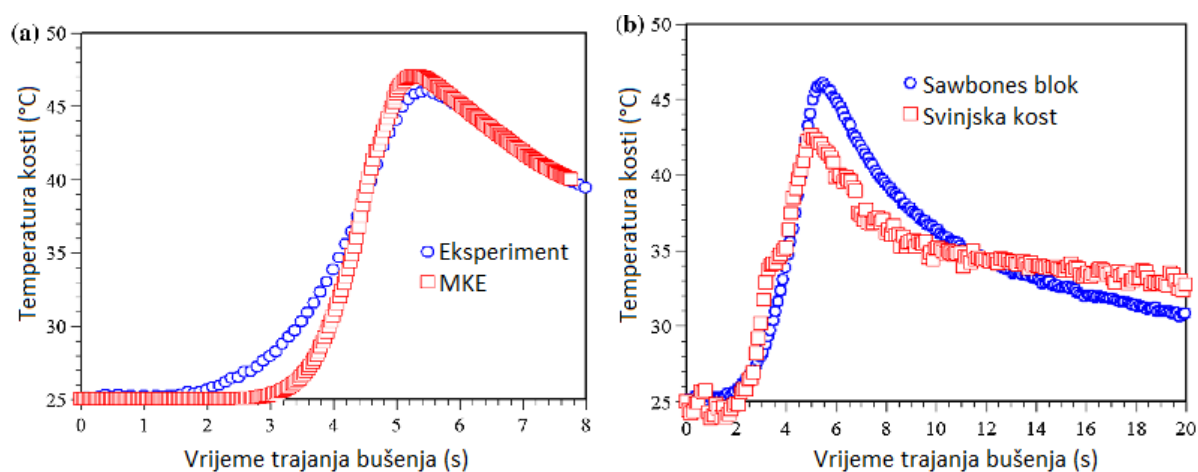 (a)
50
45
40
35
30
25
Temperatura kosti (°C)
Eksperiment
MKE
0 1 2 3 4 5 6 7 8
Vrijeme trajanja bušenja (s)
(b)
50
45
40
35
30
25
Temperatura kosti (°C)
Sawbones blok
Svinjska kost
0 2 4 6 8 10 12 14 16 18 20
Vrijeme trajanja bušenja (s)